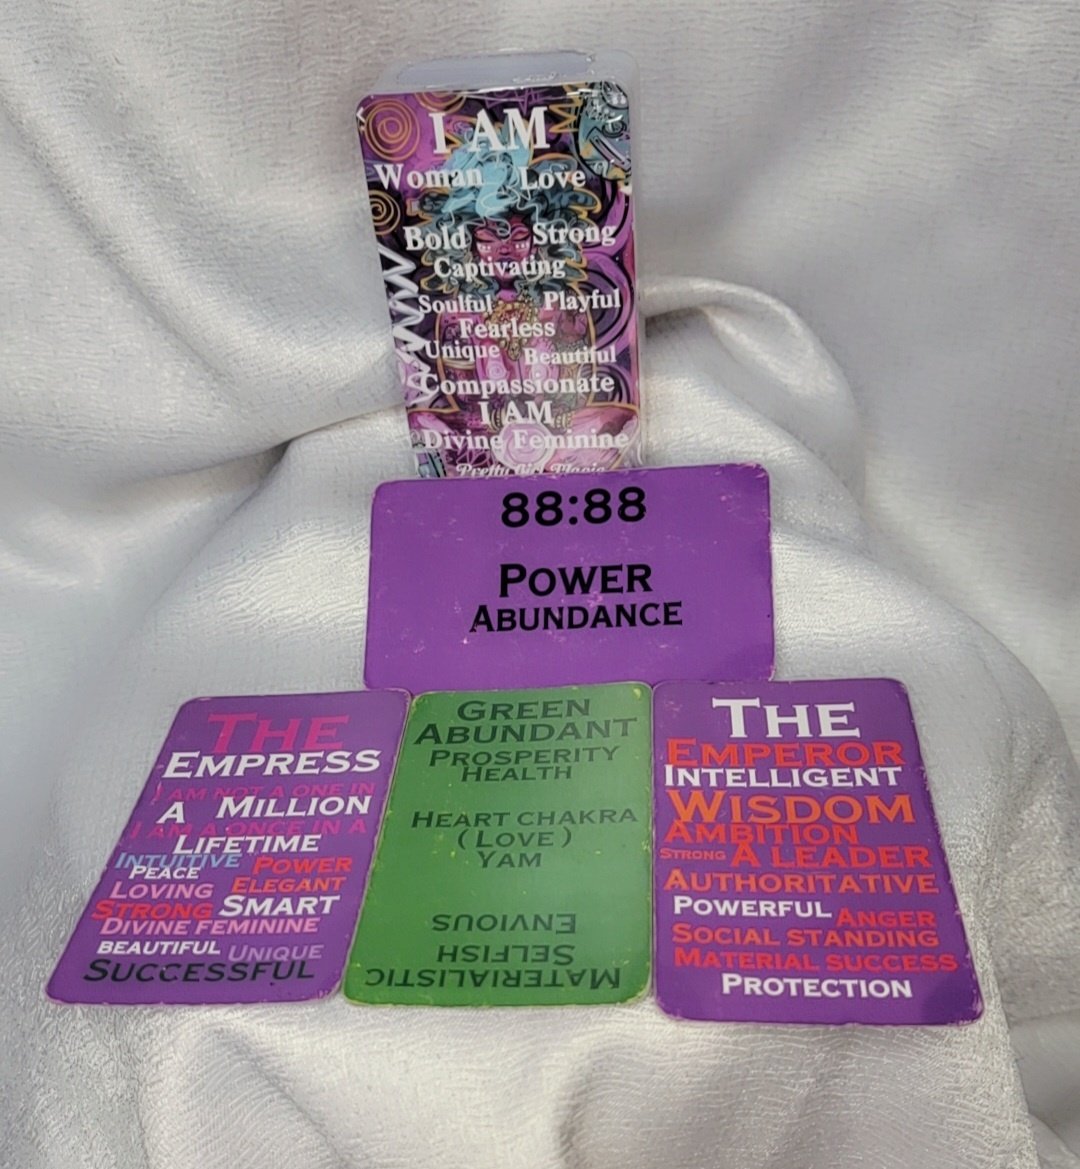 I AM
Woman Love
Bold Strong
Captivating
Soulful Playful
Fearless
Unique Beautiful
Compassionate
I AM
Divine Feminine
Pretty Girl Magic
88:88
POWER
ABUNDANCE
THE
EMPRESS
I AM NOT A ONE IN
A MILLION
I AM A ONCE IN A
LIFETIME
INTUITIVE POWER
PEACE
LOVING ELEGANT
STRONG SMART
DIVINE FEMININE
BEAUTIFUL UNIQUE
SUCCESSFUL
GREEN
ABUNDANT
PROSPERITY
HEALTH
HEART CHAKRA
(LOVE)
YAM
ENVIOUS
SELFISH
MATERIALISTIC
THE
EMPEROR
INTELLIGENT
WISDOM
AMBITION
STRONG A LEADER
AUTHORITATIVE
POWERFUL ANGER
SOCIAL STANDING
MATERIAL SUCCESS
PROTECTION